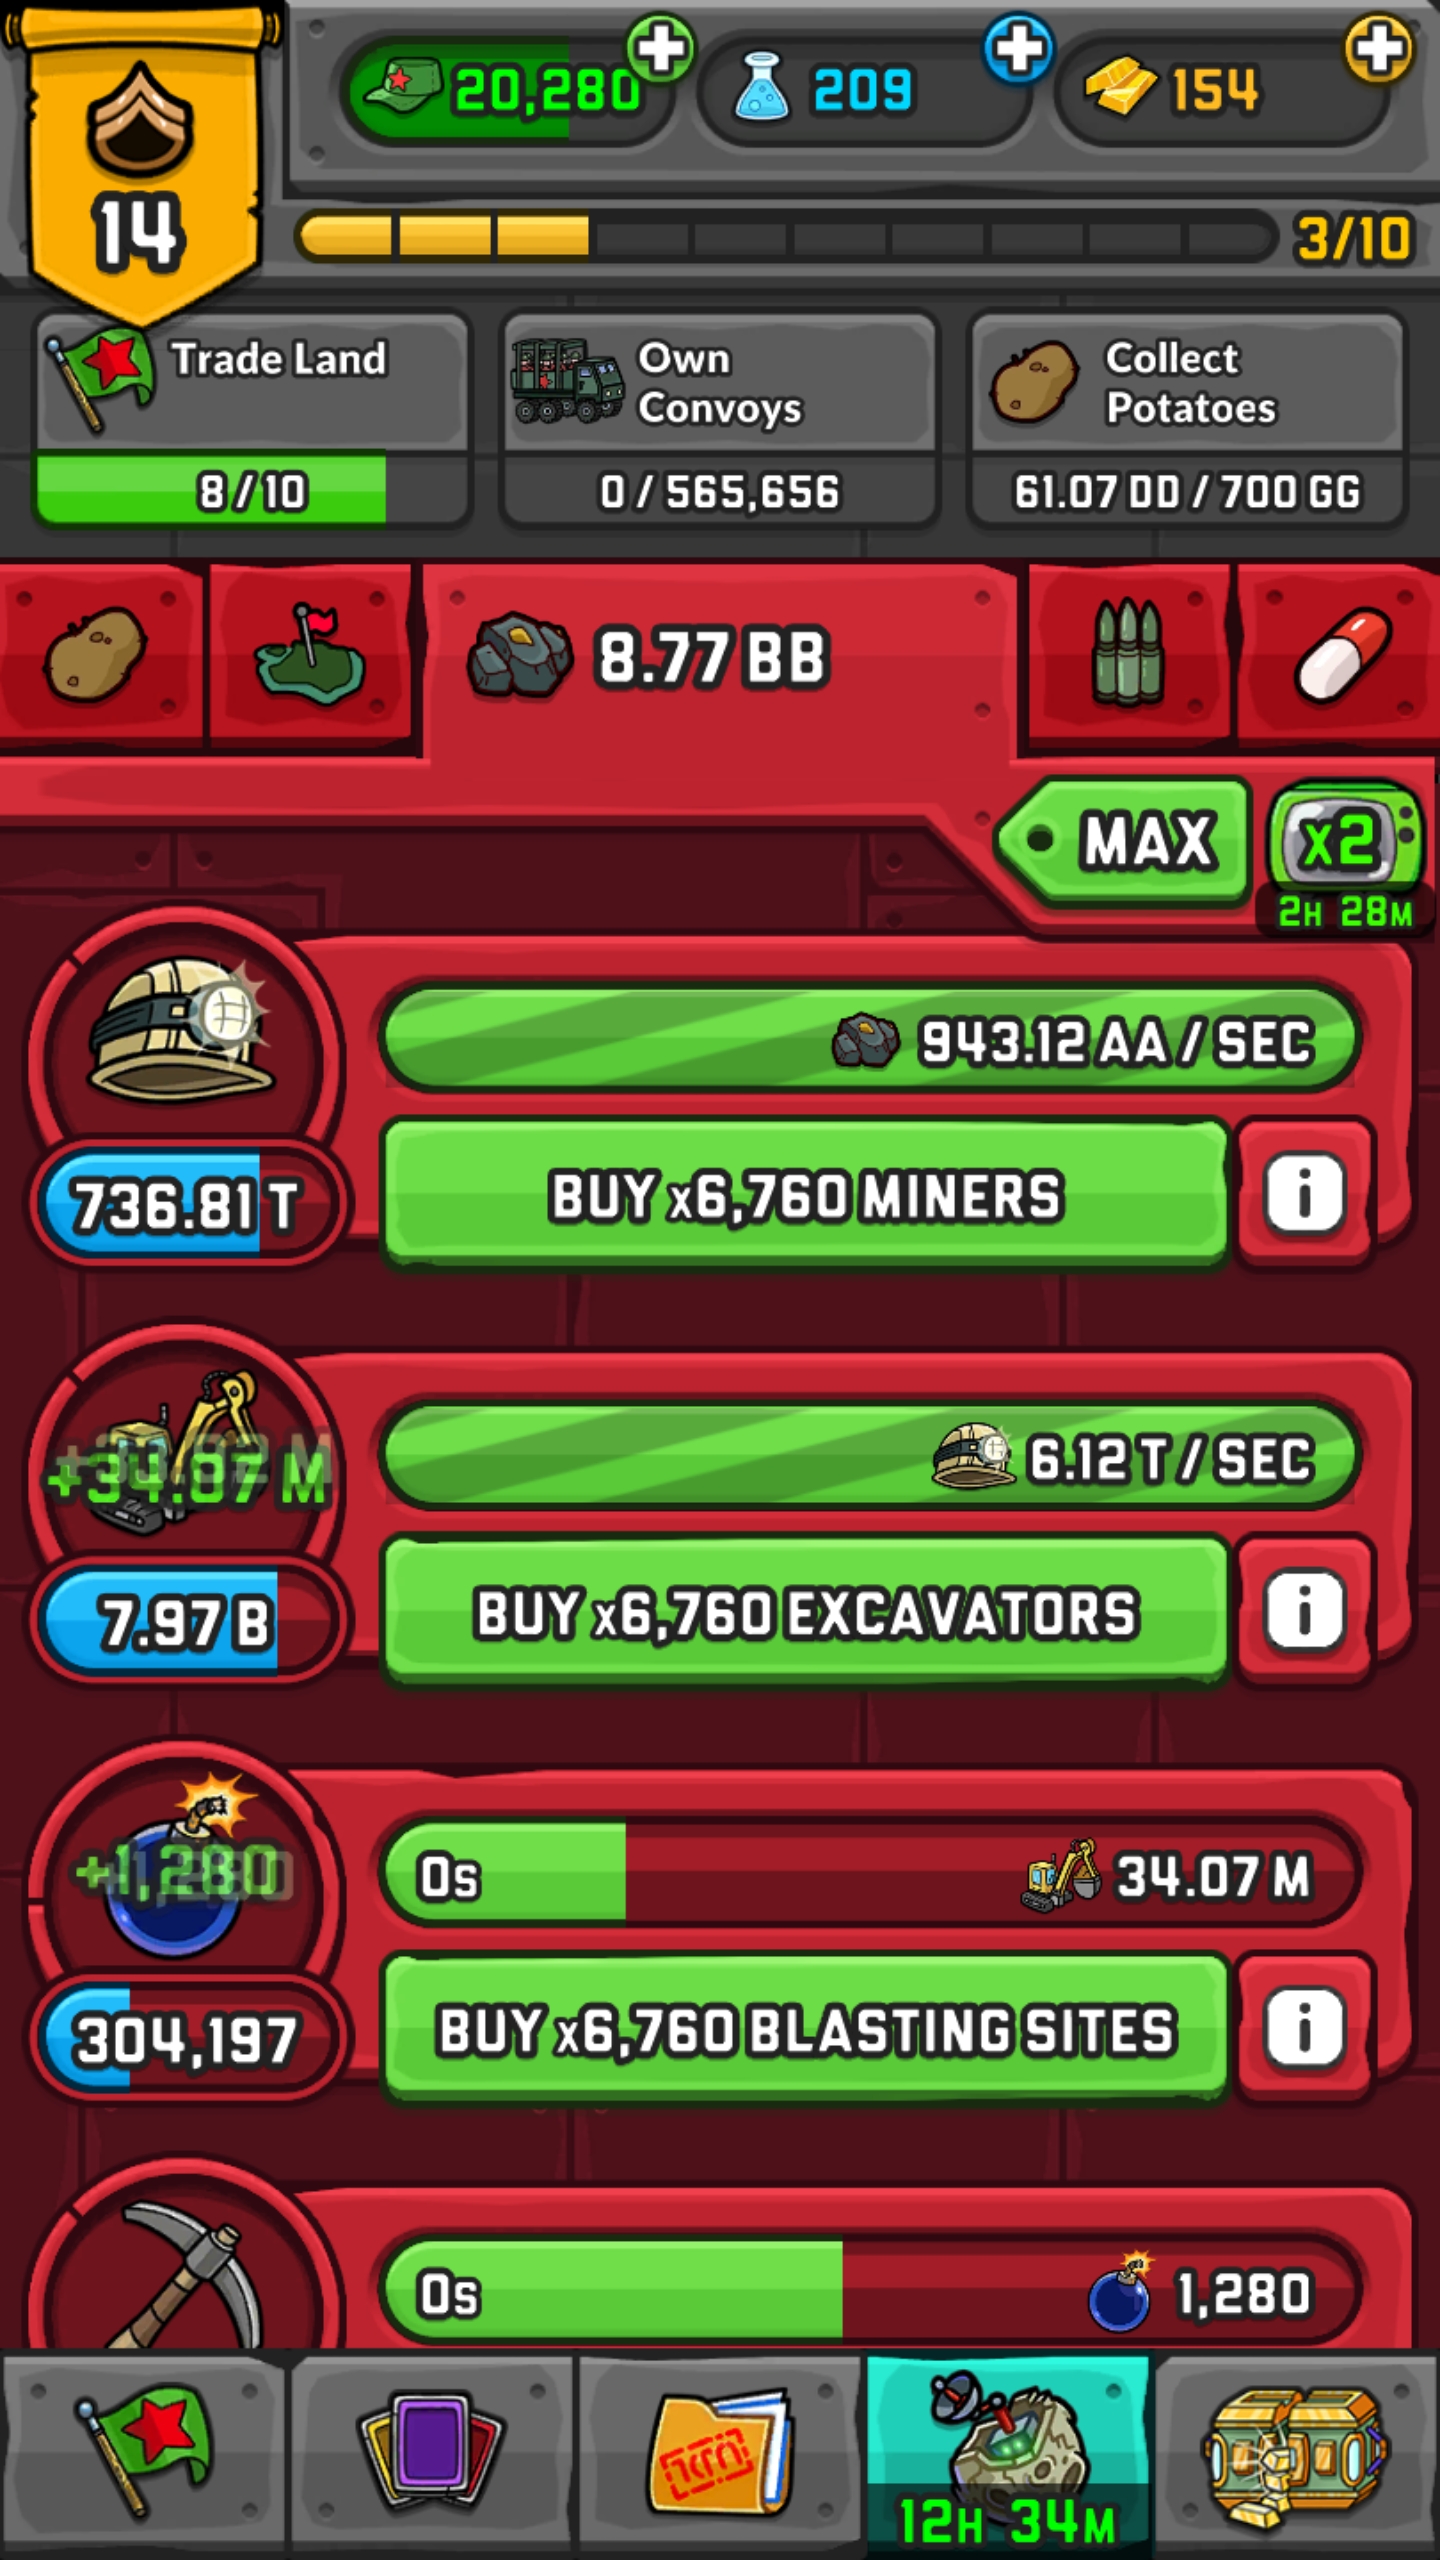 20,280
209
154
14
3/10
Trade Land
8/10
Own
Convoys
0/565,656
Collect
Potatoes
61.07 DD / 700 GG
8.77 BB
MAX
x2
2H 28M
943.12 AA / SEC
736.81 T
BUY x6,760 MINERS
+34.07 M
6.12 T / SEC
7.97 B
BUY x6,760 EXCAVATORS
+1,280
0s
34.07 M
304,197
BUY x6,760 BLASTING SITES
0s
1,280
12H 34M